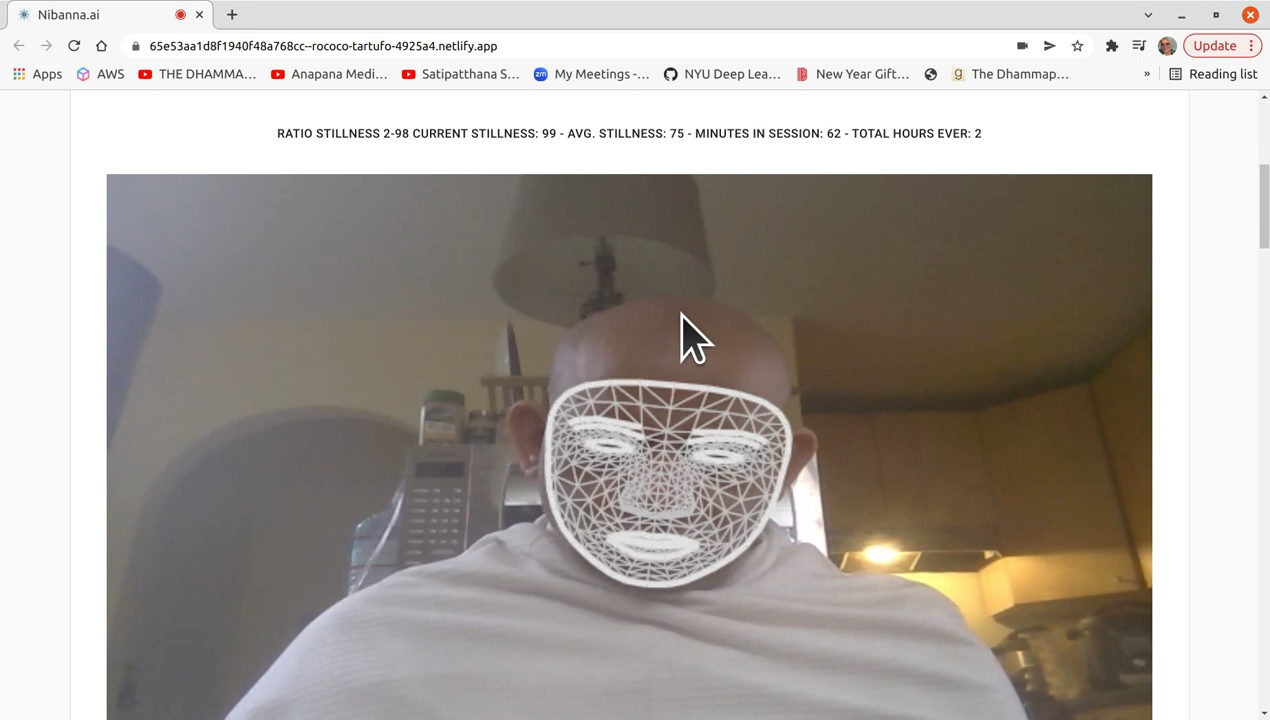 Nibanna.ai
65e53aa1d8f1940f48a768cc--rococo-tartufo-4925a4.netlify.app
Update
Apps AWS THE DHAMMA… Anapana Medi… Satipatthana S… My Meetings -… NYU Deep Lea… New Year Gift… The Dhammap… » Reading list
RATIO STILLNESS 2-98 CURRENT STILLNESS: 99 - AVG. STILLNESS: 75 - MINUTES IN SESSION: 62 - TOTAL HOURS EVER: 2